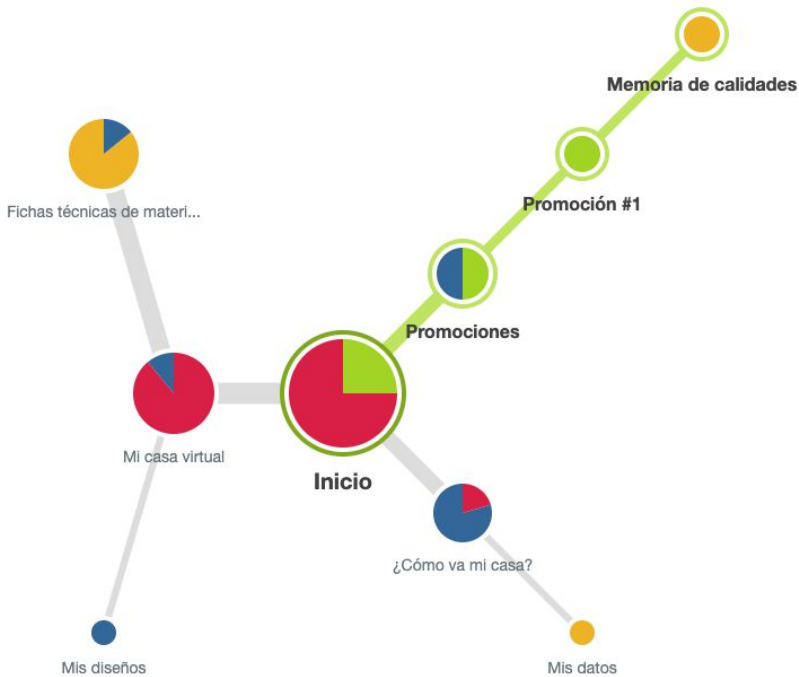 Memoria de calidades
Fichas técnicas de materi...
Promoción #1
Promociones
Mi casa virtual
Inicio
¿Cómo va mi casa?
Mis diseños
Mis datos